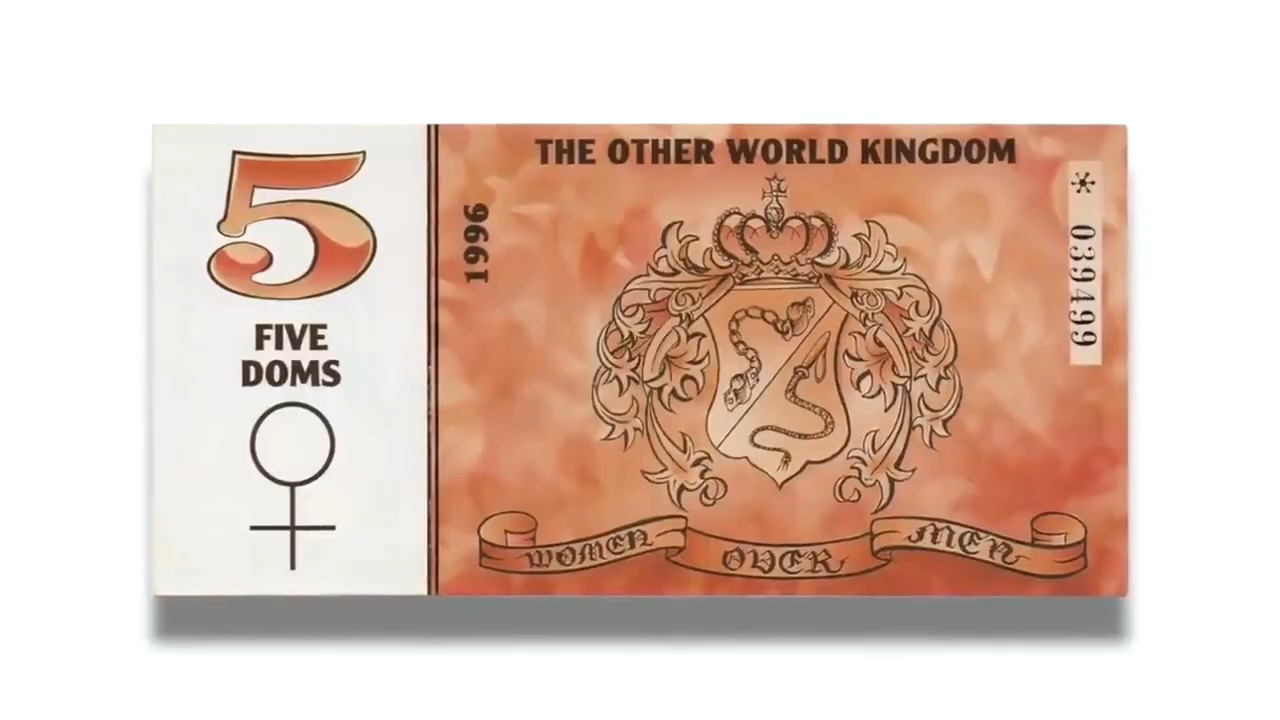 5
FIVE
DOMS
1996
THE OTHER WORLD KINGDOM
* 039499
WOMEN OVER MEN